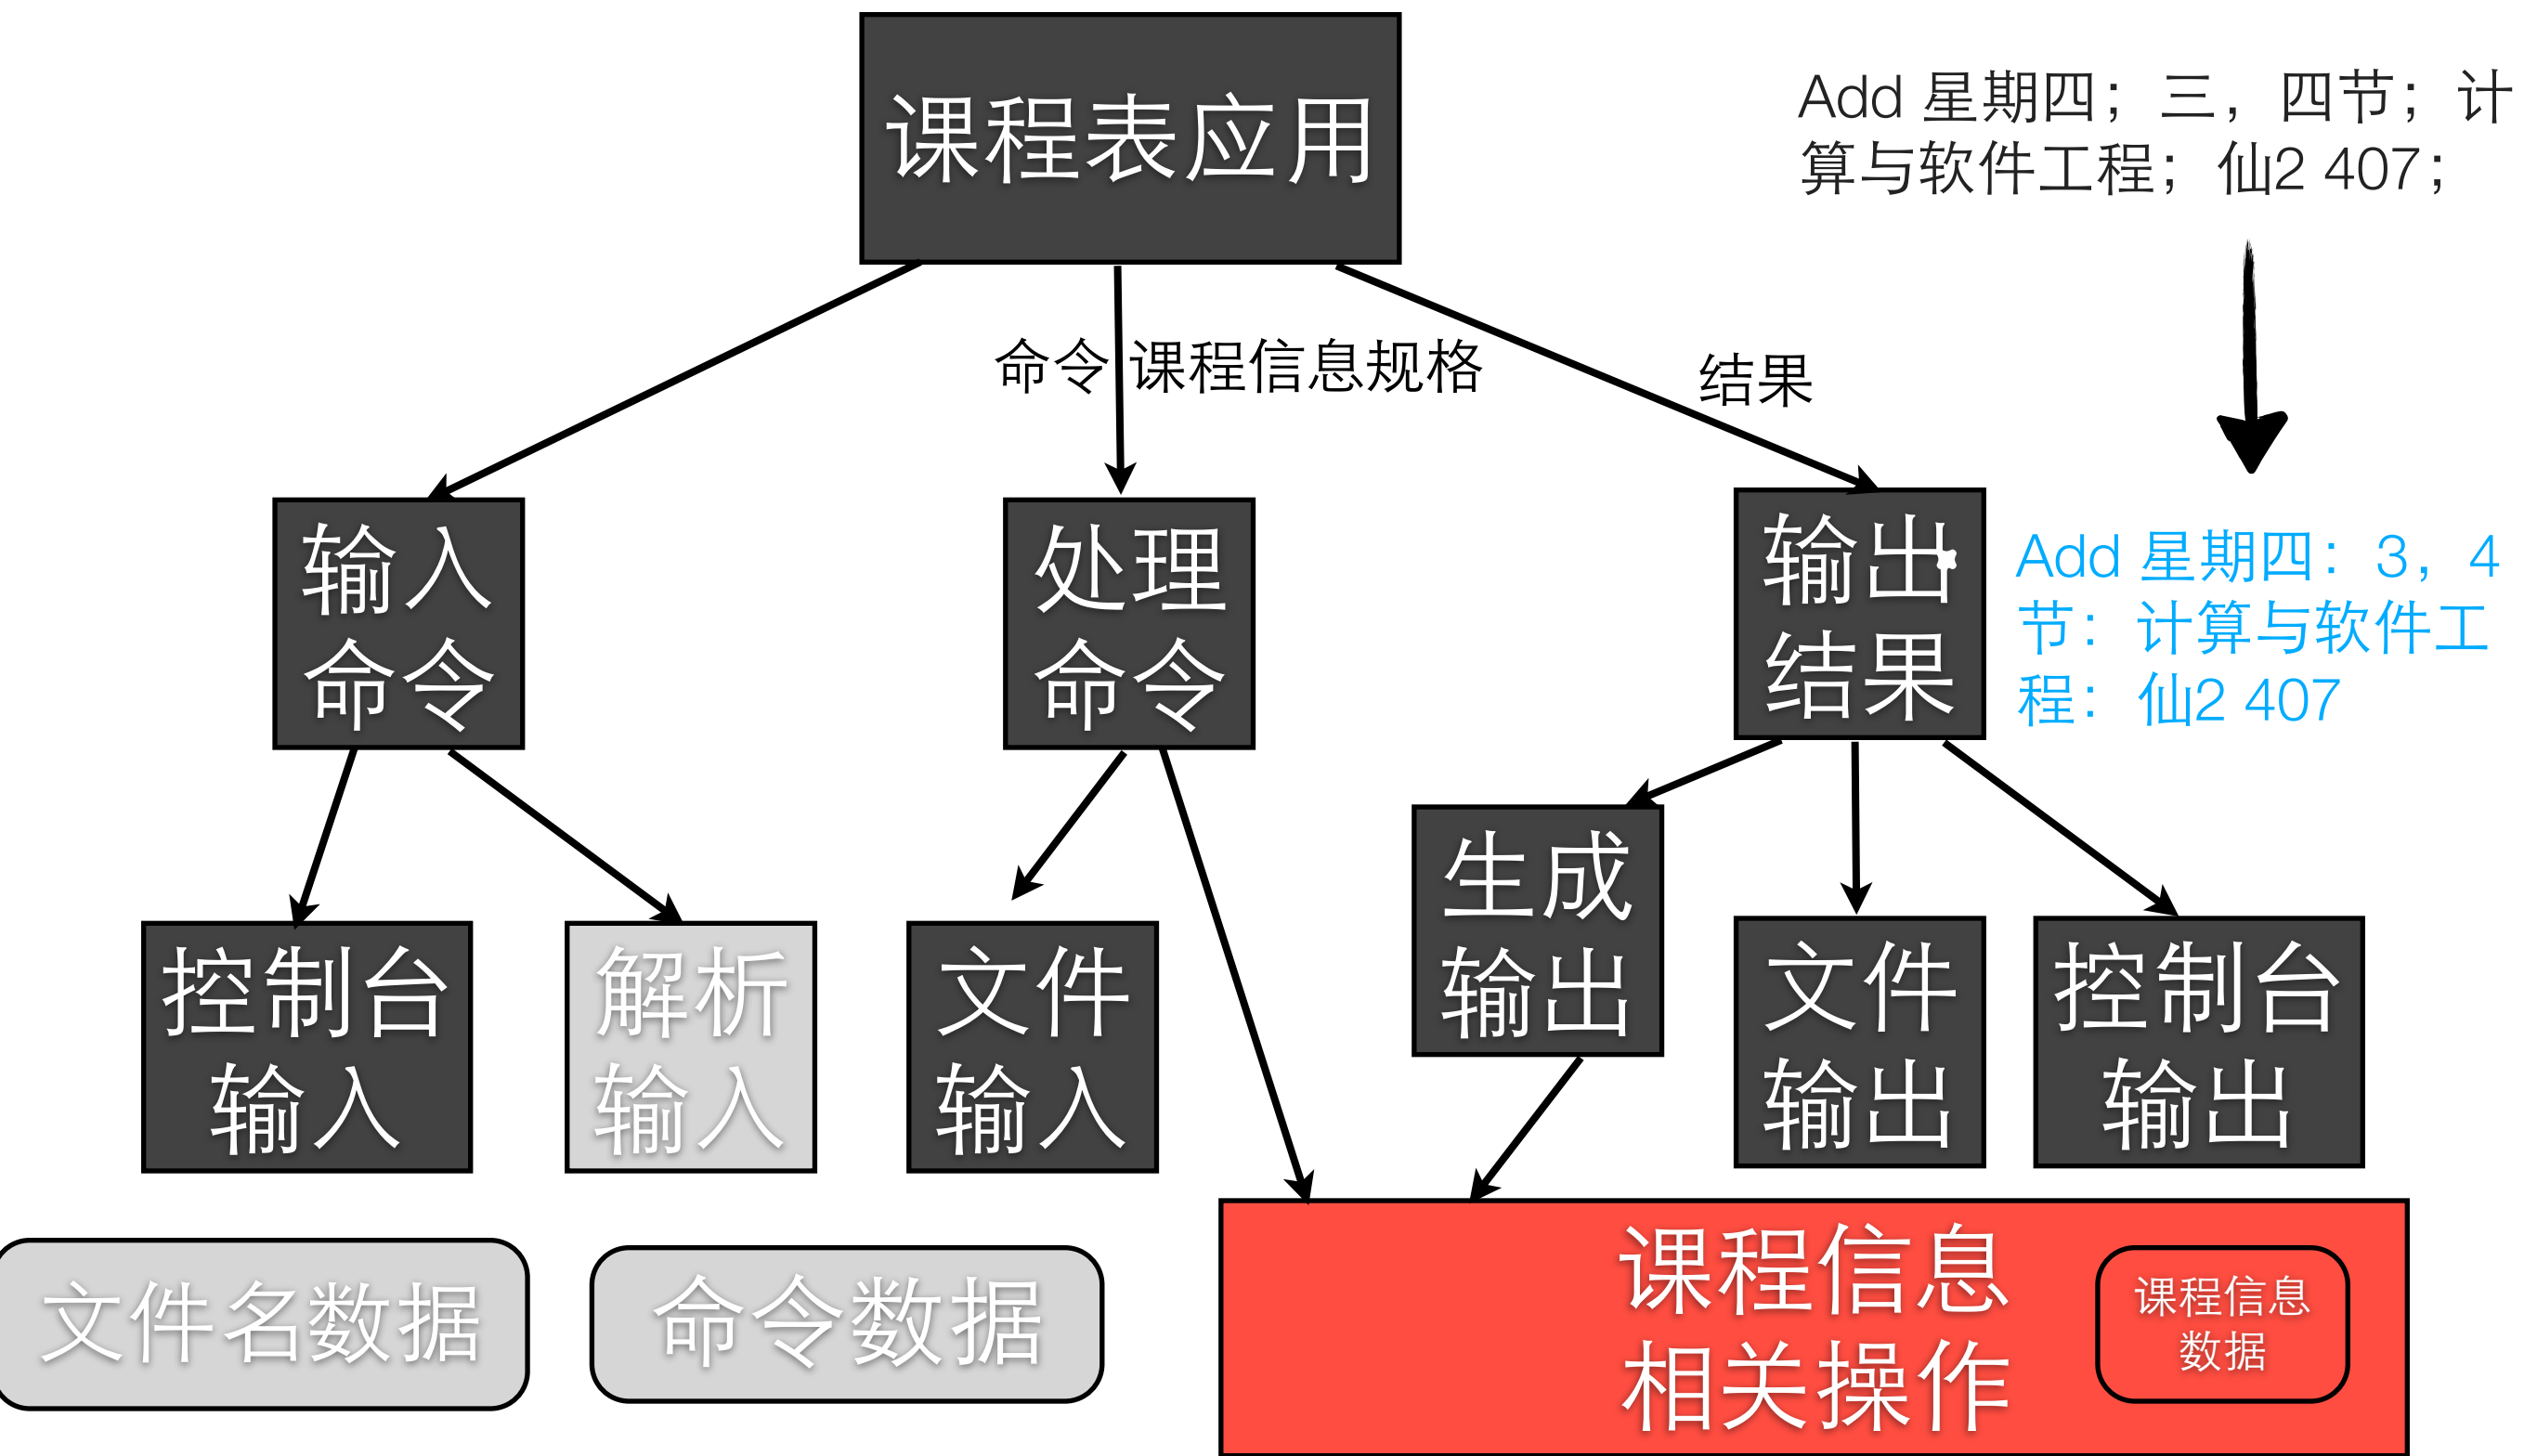 课程表应用
Add 星期四；三，四节；计
算与软件工程；仙2 407；
命令 课程信息规格
结果
输入
命令
处理
命令
输出
结果
Add 星期四：3，4
节：计算与软件工
程：仙2 407
控制台
输入
解析
输入
文件
输入
生成
输出
文件
输出
控制台
输出
文件名数据
命令数据
课程信息
相关操作
课程信息
数据